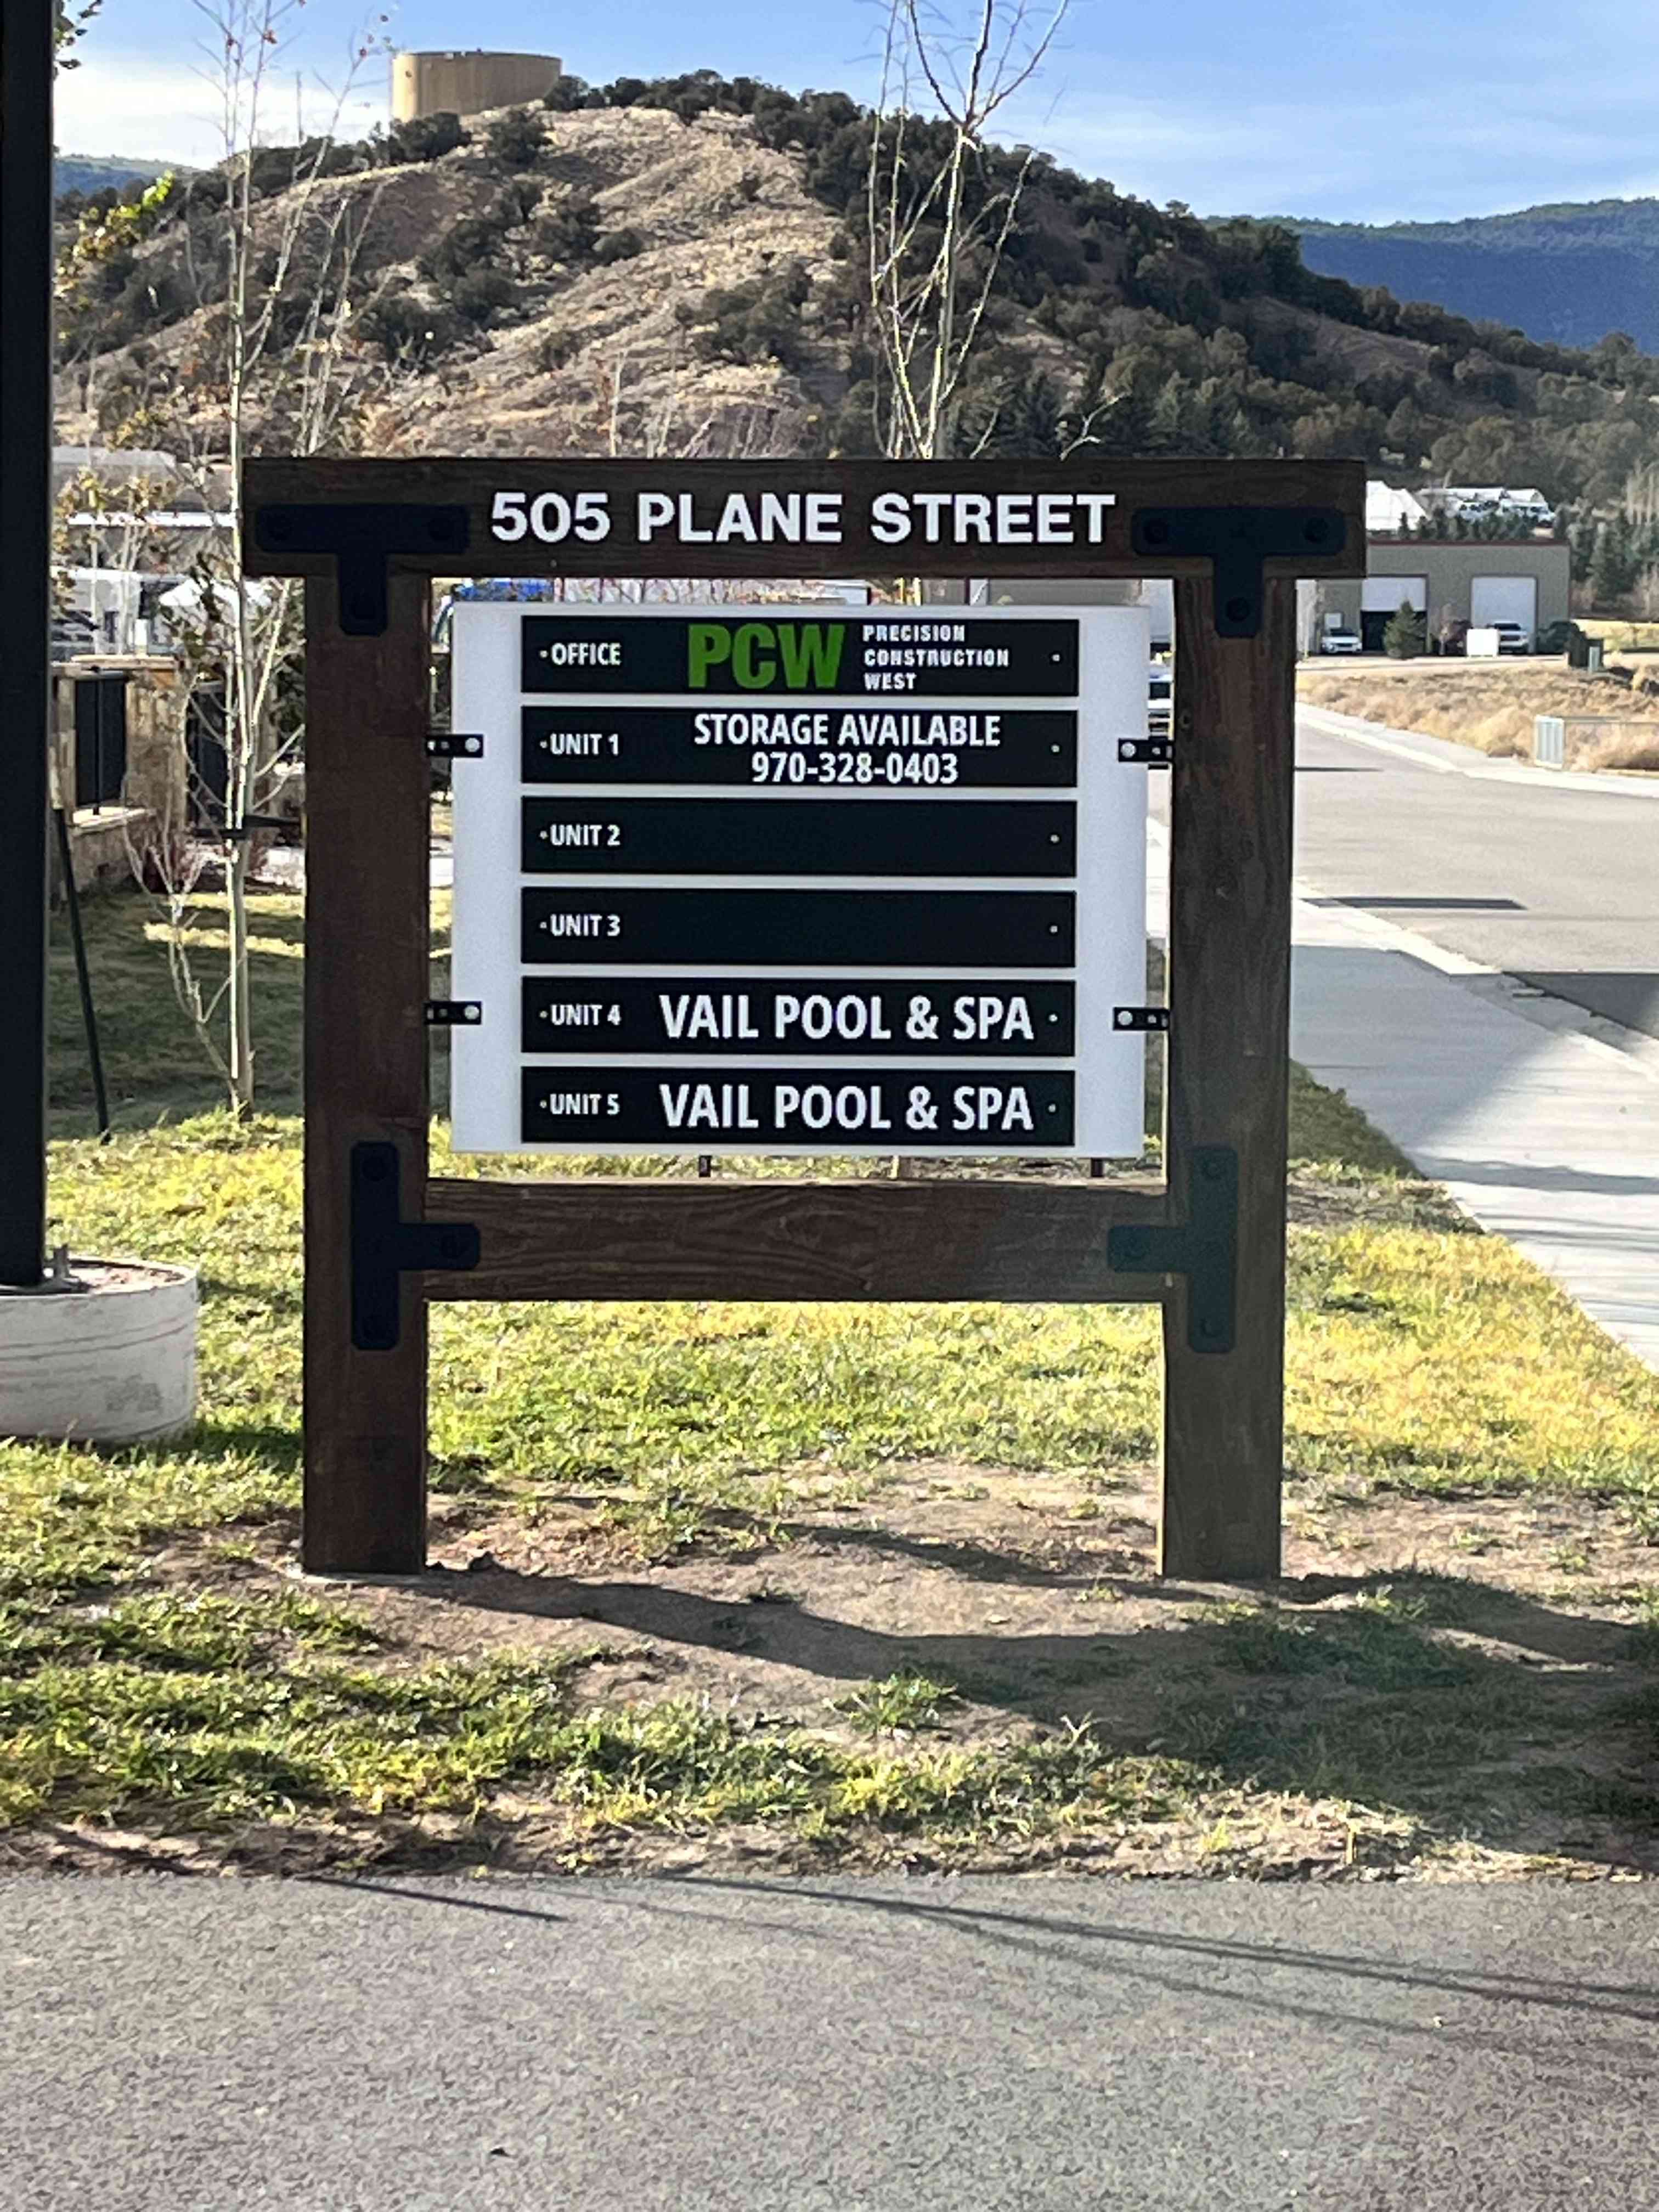 505 PLANE STREET
OFFICE PCW PRECISION
CONSTRUCTION
WEST
UNIT 1 STORAGE AVAILABLE
970-328-0403
UNIT 2
UNIT 3
UNIT 4 VAIL POOL & SPA
UNIT 5 VAIL POOL & SPA